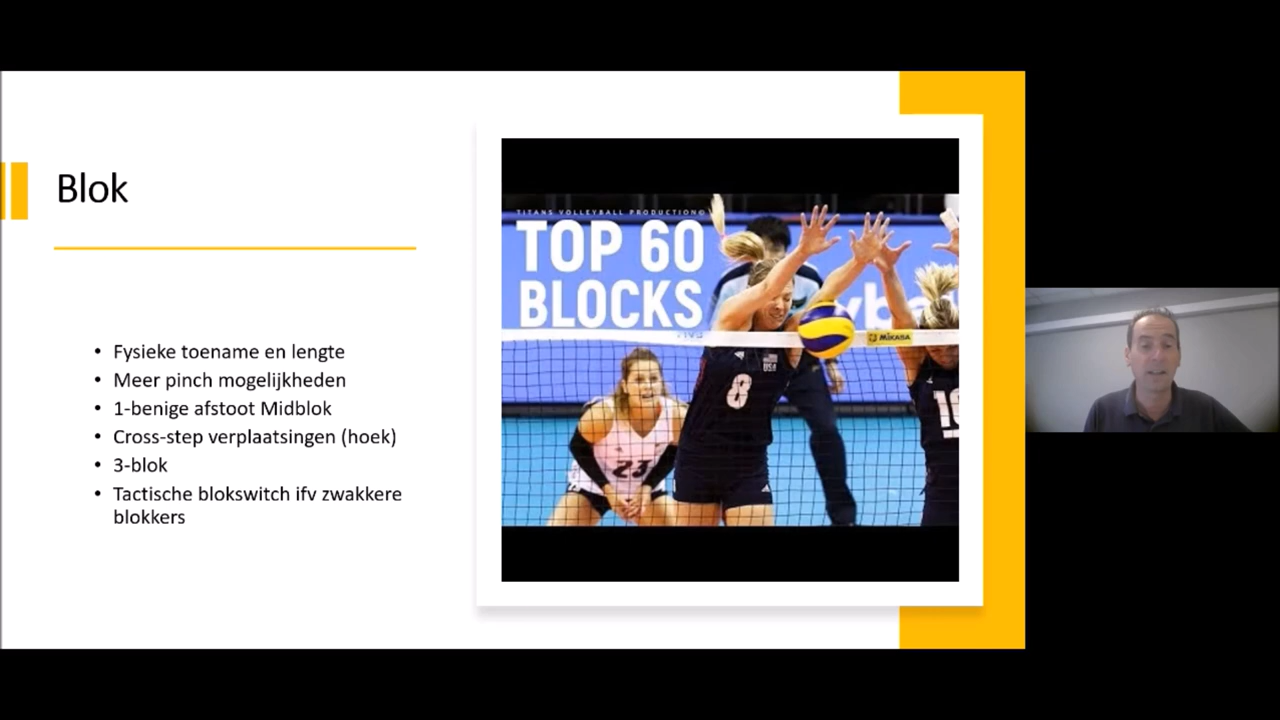 Blok
• Fysieke toename en lengte
• Meer pinch mogelijkheden
• 1-benige afstoot Midblok
• Cross-step verplaatsingen (hoek)
• 3-blok
• Tactische blokswitch ifv zwakkere
blokkers
TITANS VOLLEYBALL PRODUCTION©
TOP 60
BLOCKS
MIKASA
USA
8
23